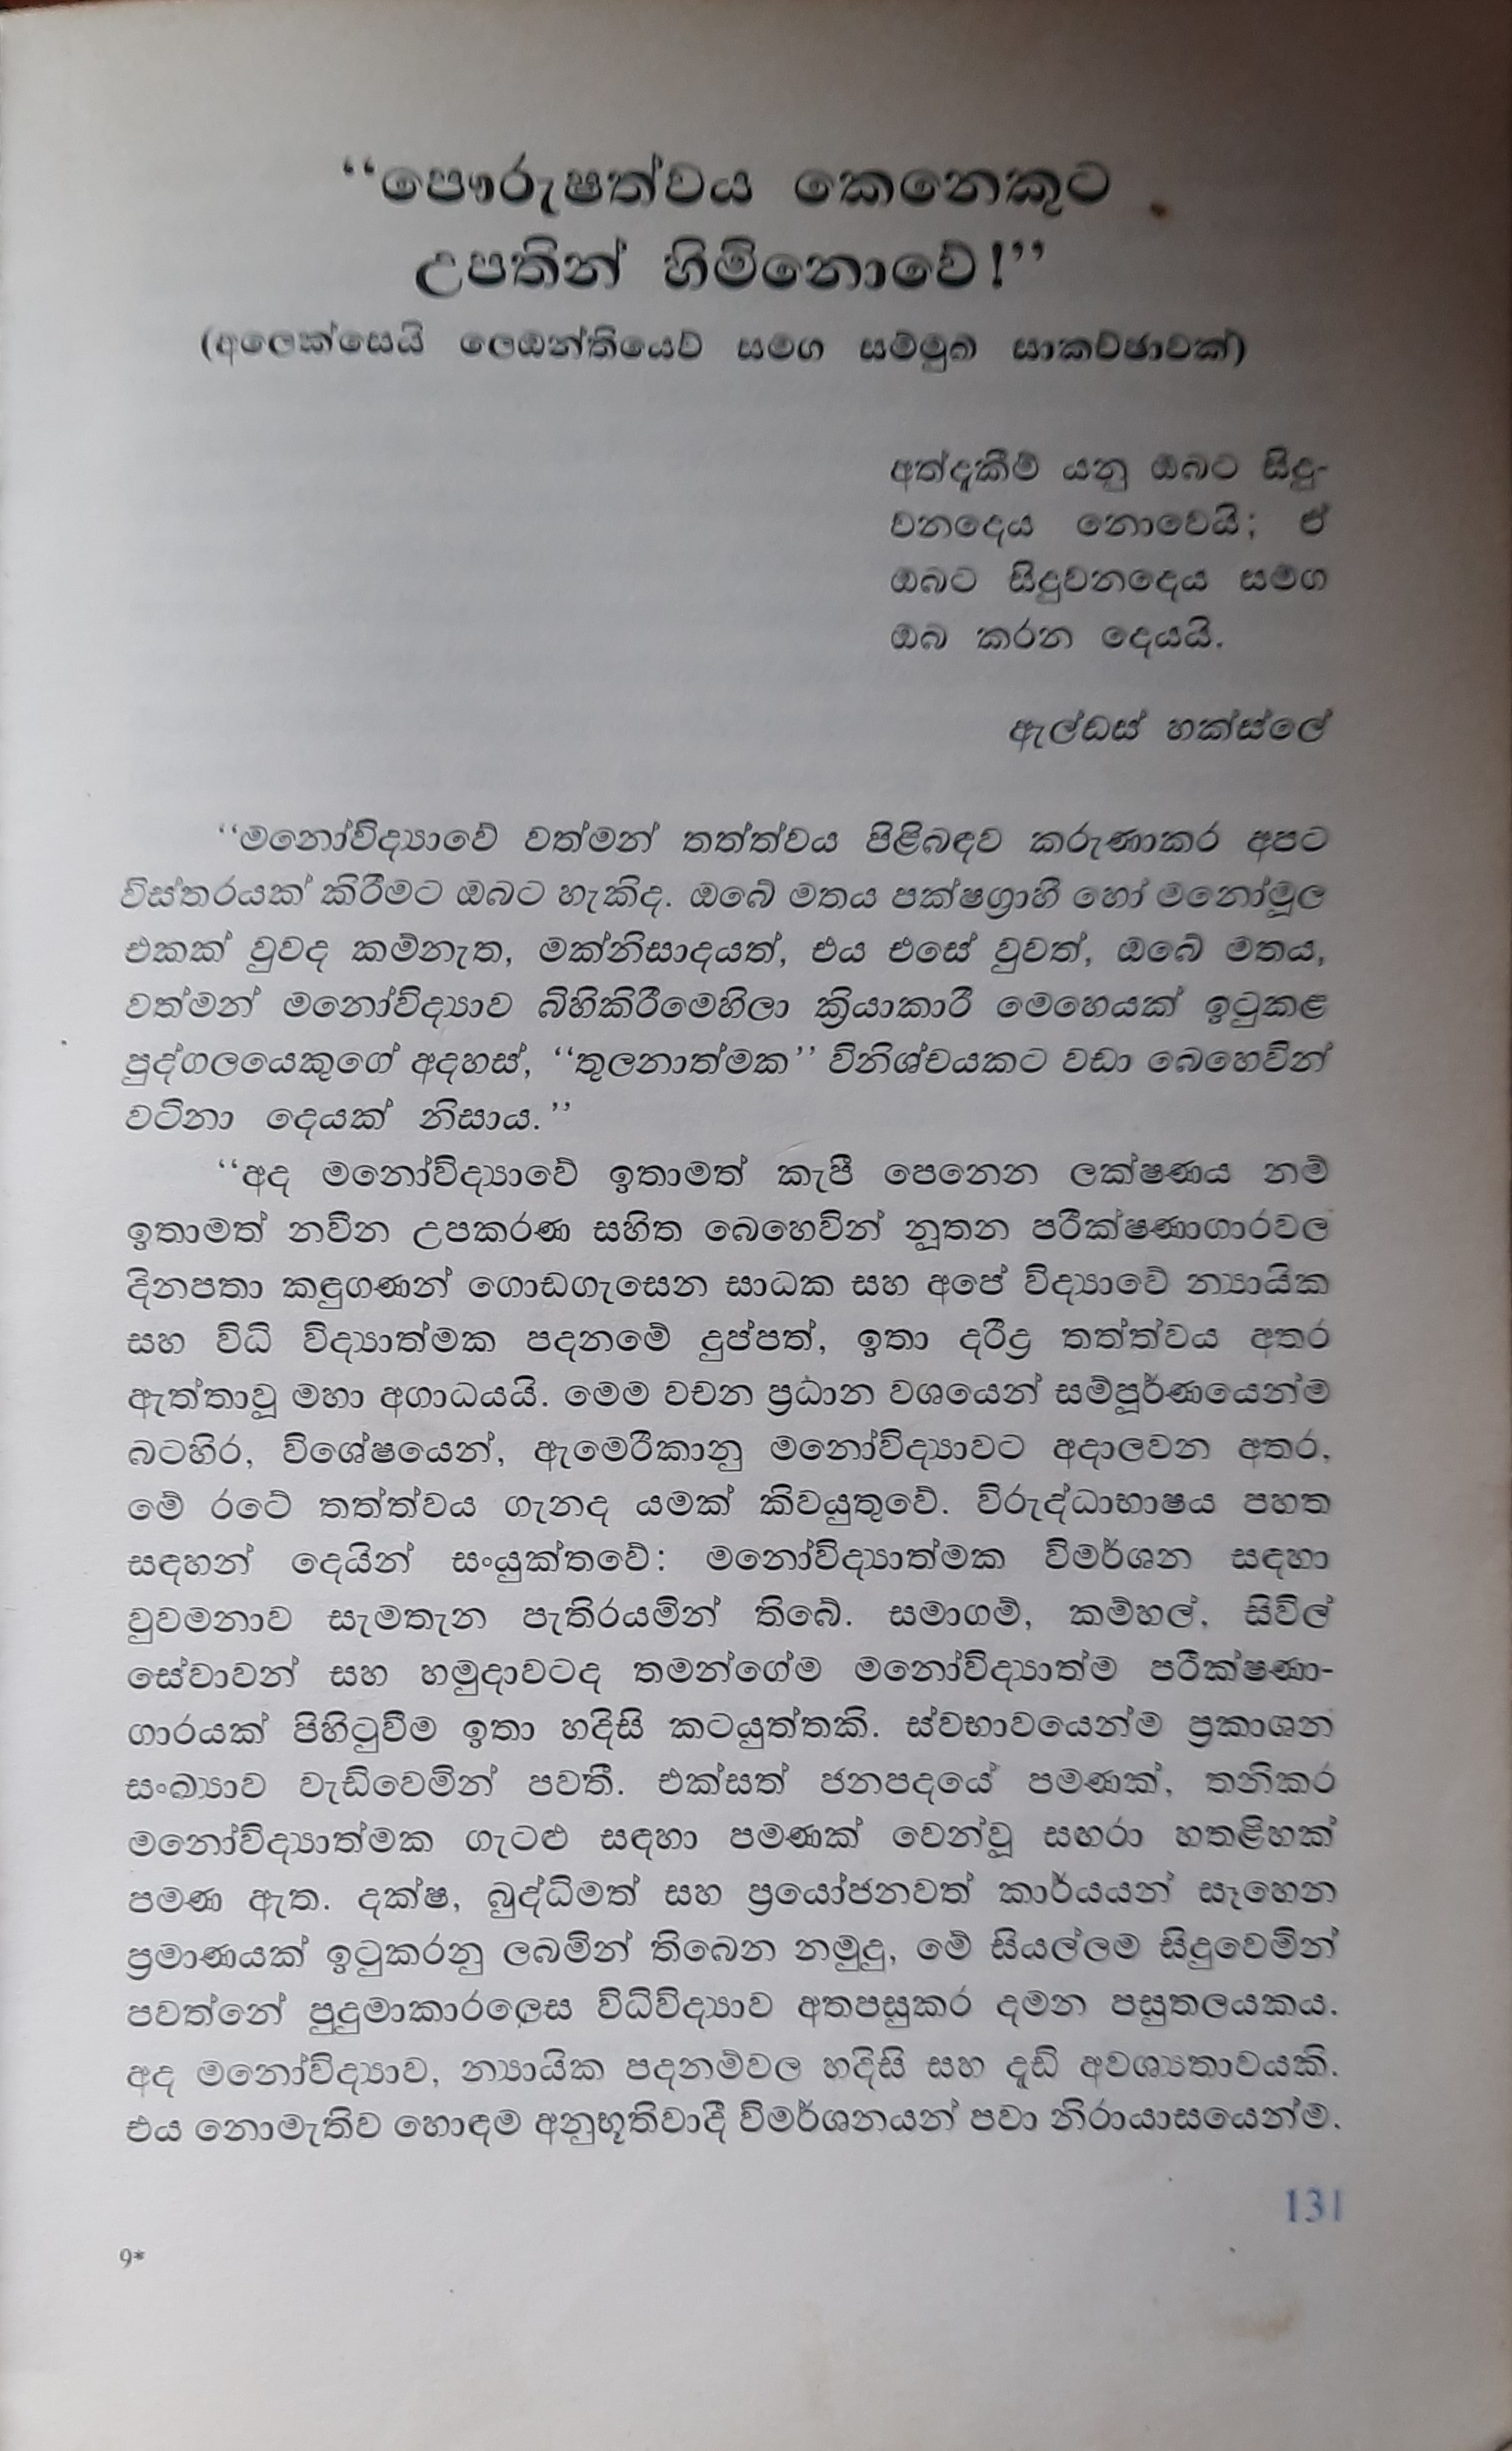 ‘‘පෞරුෂත්වය කෙනෙකුට
උපතින් හිමිනොවේ!’’
(අලෙක්සෙයි ලෙඔන්තියෙව් සමග සම්මුඛ සාකච්ඡාවක්)
අත්දැකීම් යනු ඔබට සිදු-
වනදෙය නොවෙයි; ඒ
ඔබට සිදුවනදෙය සමග
ඔබ කරන දෙයයි.
ඇල්ඩස් හක්ස්ලේ
‘‘මනෝවිද්‍යාවේ වත්මන් තත්ත්වය පිළිබඳව කරුණාකර අපට
විස්තරයක් කිරීමට ඔබට හැකිද. ඔබේ මතය පක්ෂග්‍රාහී හෝ මනෝමූල
එකක් වුවද කම්නැත, මක්නිසාදයත්, එය එසේ වුවත්, ඔබේ මතය,
වත්මන් මනෝවිද්‍යාව බිහිකිරීමෙහිලා ක්‍රියාකාරී මෙහෙයක් ඉටුකළ
පුද්ගලයෙකුගේ අදහස්, ‘‘තුලනාත්මක’’ විනිශ්චයකට වඩා බෙහෙවින්
වටිනා දෙයක් නිසාය.’’
‘‘අද මනෝවිද්‍යාවේ ඉතාමත් කැපී පෙනෙන ලක්ෂණය නම්
ඉතාමත් නවීන උපකරණ සහිත බෙහෙවින් නූතන පරීක්ෂණාගාරවල
දිනපතා කඳුගණන් ගොඩගැසෙන සාධක සහ අපේ විද්‍යාවේ න්‍යායික
සහ විධි විද්‍යාත්මක පදනමේ දුප්පත්, ඉතා දරිද්‍ර තත්ත්වය අතර
ඇත්තාවූ මහා අගාධයයි. මෙම වචන ප්‍රධාන වශයෙන් සම්පූර්ණයෙන්ම
බටහිර, විශේෂයෙන්, ඇමෙරිකානු මනෝවිද්‍යාවට අදාලවන අතර,
මේ රටේ තත්ත්වය ගැනද යමක් කිවයුතුවේ. විරුද්ධාභාෂය පහත
සඳහන් දෙයින් සංයුක්තවේ: මනෝවිද්‍යාත්මක විමර්ශන සඳහා
වුවමනාව සැමතැන පැතිරයමින් තිබේ. සමාගම්, කම්හල්, සිවිල්
සේවාවන් සහ හමුදාවටද තමන්ගේම මනෝවිද්‍යාත්ම පරීක්ෂණා-
ගාරයක් පිහිටුවීම ඉතා හදිසි කටයුත්තකි. ස්වභාවයෙන්ම ප්‍රකාශන
සංඛ්‍යාව වැඩිවෙමින් පවතී. එක්සත් ජනපදයේ පමණක්, තනිකර
මනෝවිද්‍යාත්මක ගැටළු සඳහා පමණක් වෙන්වූ සඟරා හතළිහක්
පමණ ඇත. දක්ෂ, බුද්ධිමත් සහ ප්‍රයෝජනවත් කාර්යයන් සෑහෙන
ප්‍රමාණයක් ඉටුකරනු ලබමින් තිබෙන නමුදු, මේ සියල්ලම සිදුවෙමින්
පවත්නේ පුදුමාකාරලෙස විධිවිද්‍යාව අතපසුකර දමන පසුතලයකය.
අද මනෝවිද්‍යාව, න්‍යායික පදනම්වල හදිසි සහ දැඩි අවශ්‍යතාවයකි.
එය නොමැතිව හොඳම අනුභූතිවාදී විමර්ශනයන් පවා නිරායාසයෙන්ම.
131
9*